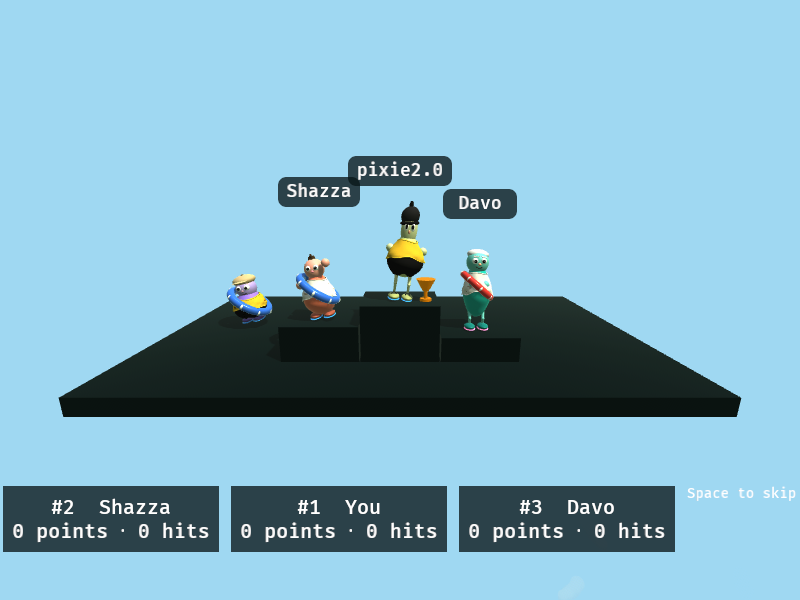 pixie2.0
Shazza
Davo
Space to skip
#2 Shazza
0 points · 0 hits
#1 You
0 points · 0 hits
#3 Davo
0 points · 0 hits